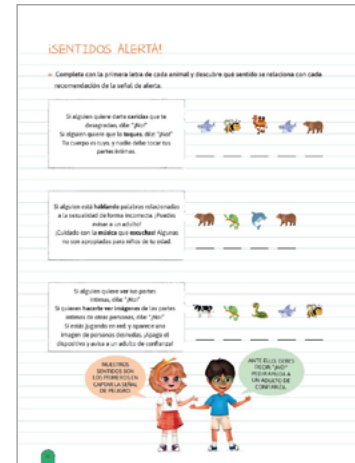 ¡SENTIDOS ALERTA!
Completa con la primera letra de cada animal y descubre qué sentido se relaciona con cada
recomendación de la señal de alerta.
Si alguien quiere darte caricias que te
desagradan, dile: "¡No!"
Si alguien quiere que lo toques, dile: "¡No!"
Tu cuerpo es tuyo, y nadie debe tocar tus
partes íntimas.
Si alguien está hablando palabras relacionadas
a la sexualidad de forma incorrecta. ¡Puedes
avisar a un adulto!
¡Cuidado con la música que escuchas! Algunas
no son apropiadas para niños de tu edad.
Si alguien quiere ver tus partes
íntimas, dile: "¡No!"
Si quieren hacerte ver imágenes de las partes
íntimas de otras personas, dile: "¡No!"
Si estás jugando en red, y aparece una
imagen de personas desnudas, ¡Apaga el
dispositivo y avisa a un adulto de confianza!
NUESTROS
SENTIDOS SON
LOS PRIMEROS EN
CAPTAR LA SEÑAL
DE PELIGRO.
ANTE ELLO, DEBES
DECIR "¡NO!"
PEDIR AYUDA A
UN ADULTO DE
CONFIANZA.